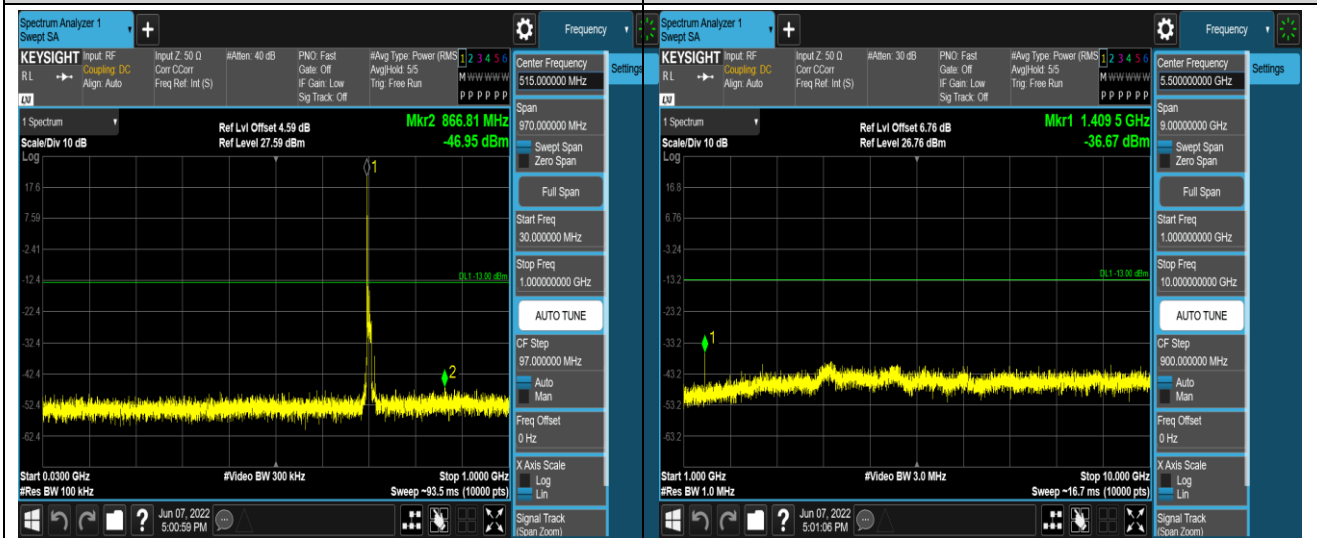 Spectrum Analyzer 1
Swept SA
+
Frequency
KEYSIGHT
RL
LXI
Input: RF
Coupling: DC
Align: Auto
Input Z: 50 Ω
Corr CCorr
Freq Ref: Int (S)
#Atten: 40 dB
PNO: Fast
Gate: Off
IF Gain: Low
Sig Track: Off
#Avg Type: Power (RMS
Avg|Hold: 5/5
Trig: Free Run
1 2 3 4 5 6
M W W W W W
P P P P P P
1 Spectrum
Scale/Div 10 dB
Log
Ref Lvl Offset 4.59 dB
Ref Level 27.59 dBm
Mkr2 866.81 MHz
-46.95 dBm
1
17.6
7.59
-2.41
DL1 -13.00 dBm
-12.4
-22.4
-32.4
-42.4
2
-52.4
-62.4
Start 0.0300 GHz
#Video BW 300 kHz
Stop 1.0000 GHz
#Res BW 100 kHz
Sweep ~93.5 ms (10000 pts)
Center Frequency
515.000000 MHz
Settings
Span
970.000000 MHz
Swept Span
Zero Span
Full Span
Start Freq
30.000000 MHz
Stop Freq
1.000000000 GHz
AUTO TUNE
CF Step
97.000000 MHz
Auto
Man
Freq Offset
0 Hz
X Axis Scale
Log
Lin
Signal Track
(Span Zoom)
?
Jun 07, 2022
5:00:59 PM
Spectrum Analyzer 1
Swept SA
+
Frequency
KEYSIGHT
RL
LXI
Input: RF
Coupling: DC
Align: Auto
Input Z: 50 Ω
Corr CCorr
Freq Ref: Int (S)
#Atten: 30 dB
PNO: Fast
Gate: Off
IF Gain: Low
Sig Track: Off
#Avg Type: Power (RMS
Avg|Hold: 5/5
Trig: Free Run
1 2 3 4 5 6
M W W W W W
P P P P P P
1 Spectrum
Scale/Div 10 dB
Log
Ref Lvl Offset 6.76 dB
Ref Level 26.76 dBm
Mkr1 1.409 5 GHz
-36.67 dBm
16.8
6.76
-3.24
DL1 -13.00 dBm
-13.2
-23.2
-33.2
1
-43.2
-53.2
-63.2
Start 1.000 GHz
#Video BW 3.0 MHz
Stop 10.000 GHz
#Res BW 1.0 MHz
Sweep ~16.7 ms (10000 pts)
Center Frequency
5.500000000 GHz
Settings
Span
9.00000000 GHz
Swept Span
Zero Span
Full Span
Start Freq
1.000000000 GHz
Stop Freq
10.000000000 GHz
AUTO TUNE
CF Step
900.000000 MHz
Auto
Man
Freq Offset
0 Hz
X Axis Scale
Log
Lin
Signal Track
(Span Zoom)
?
Jun 07, 2022
5:01:06 PM